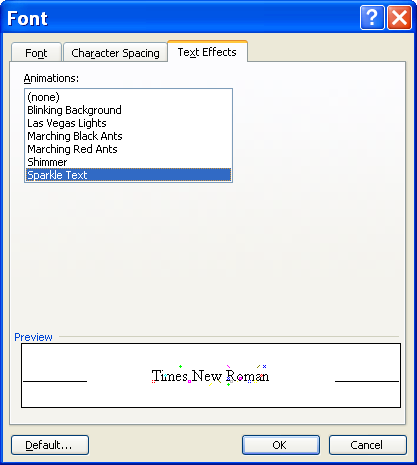 Font
Font Character Spacing Text Effects
Animations:
(none)
Blinking Background
Las Vegas Lights
Marching Black Ants
Marching Red Ants
Shimmer
Sparkle Text
Preview
Times New Roman
Default... OK Cancel